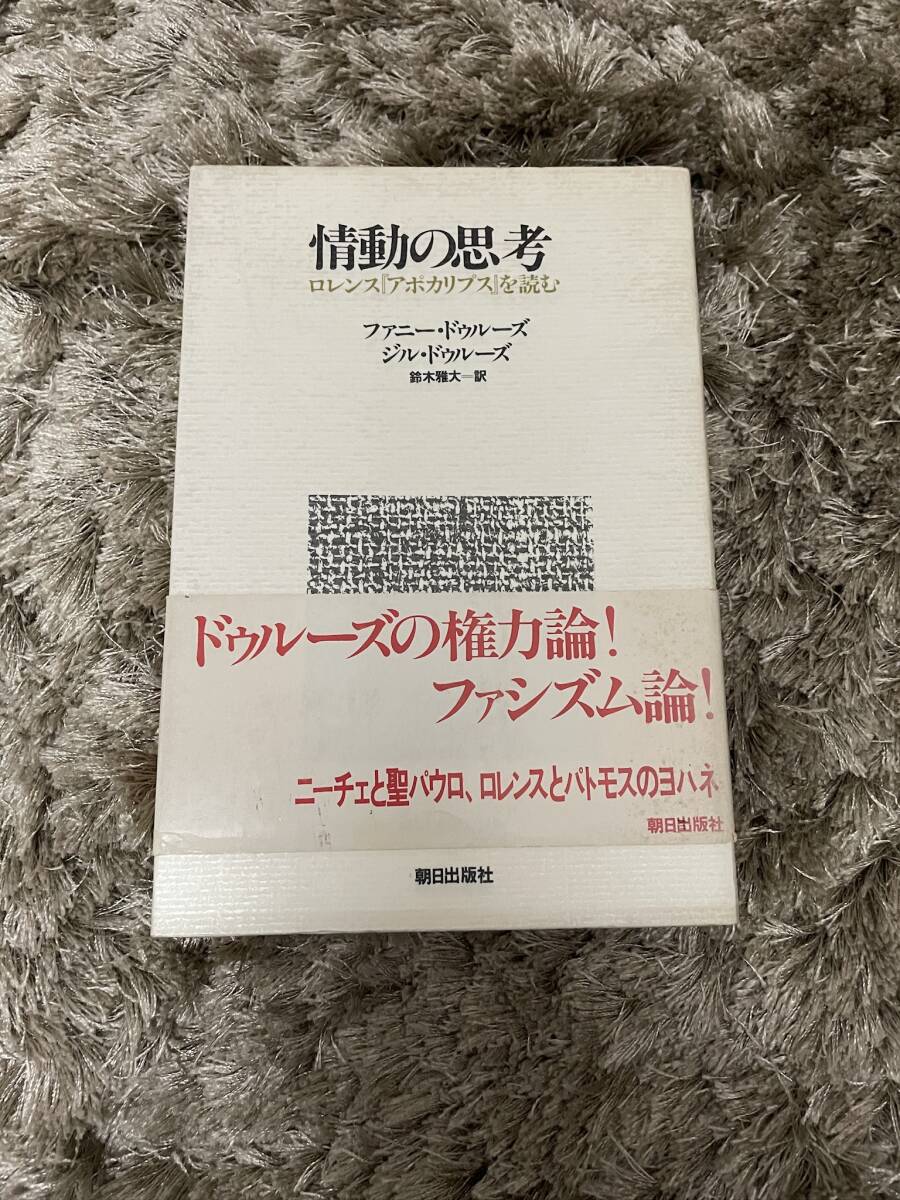 情動の思考
ロレンス『アポカリプス』を読む
ファニー・ドゥルーズ
ジル・ドゥルーズ
鈴木雅大＝訳
ドゥルーズの権力論！
ファシズム論！
ニーチェと聖パウロ、ロレンスとパトモスのヨハネ
朝日出版社
朝日出版社